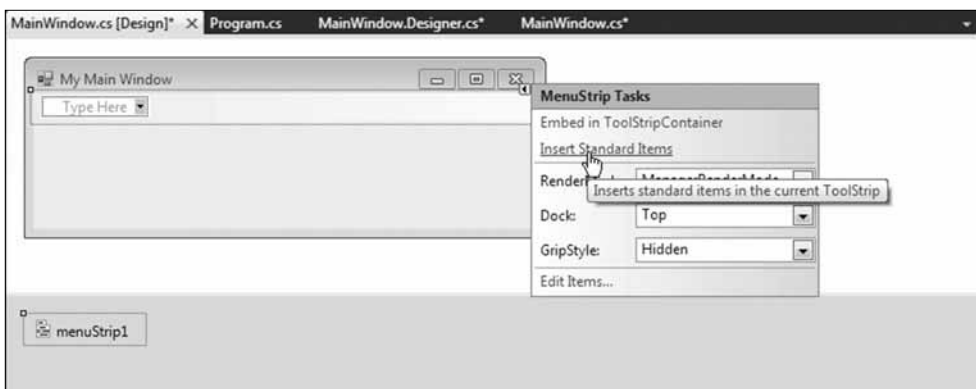 MainWindow.cs [Design]* × Program.cs MainWindow.Designer.cs* MainWindow.cs*
My Main Window
Type Here
MenuStrip Tasks
Embed in ToolStripContainer
Insert Standard Items
Inserts standard items in the current ToolStrip
Dock: Top
GripStyle: Hidden
Edit Items...
menuStrip1